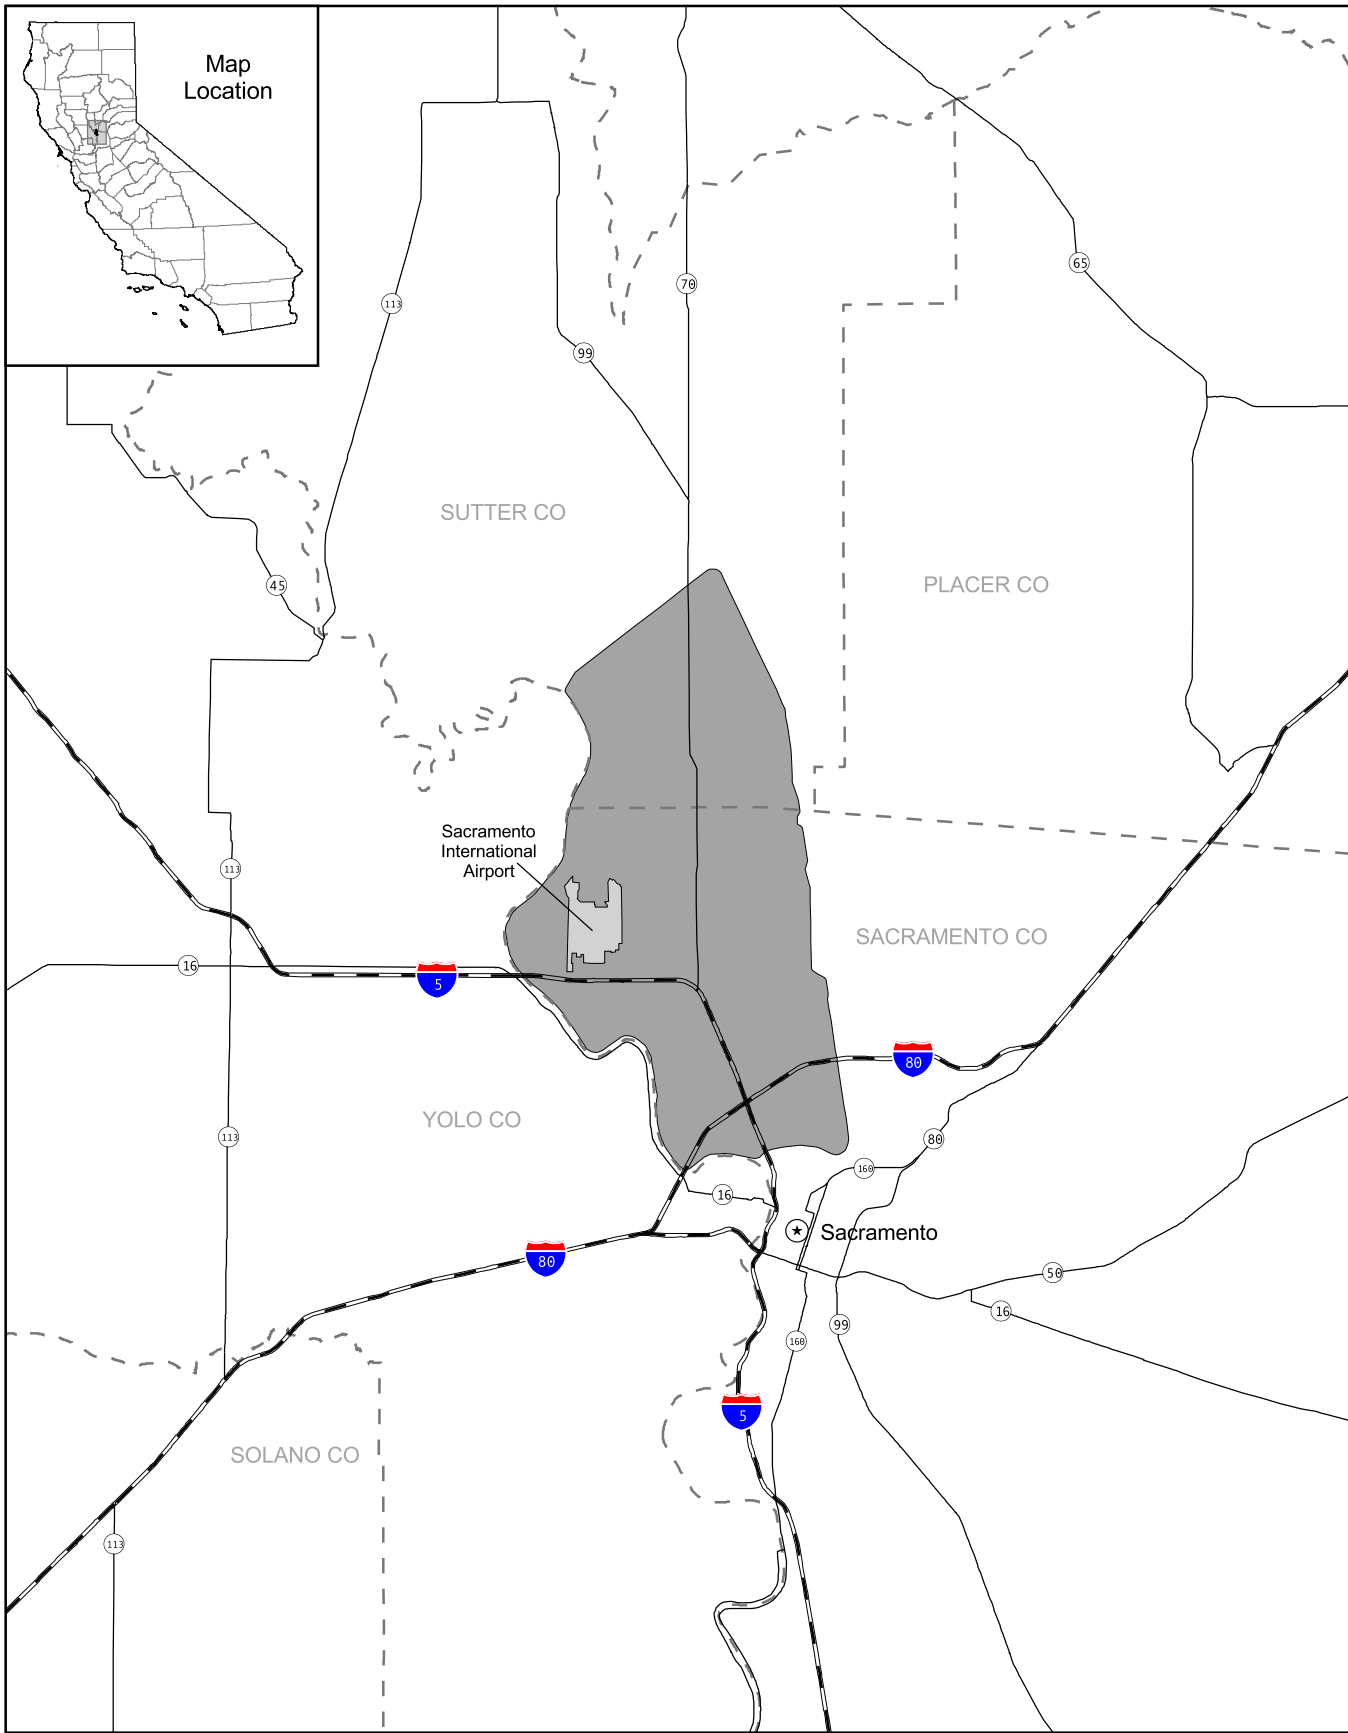 Map
Location
65
70
113
99
SUTTER CO
45
PLACER CO
Sacramento
International
Airport
113
SACRAMENTO CO
16
5
80
YOLO CO
113
80
160
16
Sacramento
80
50
16
99
160
5
SOLANO CO
113